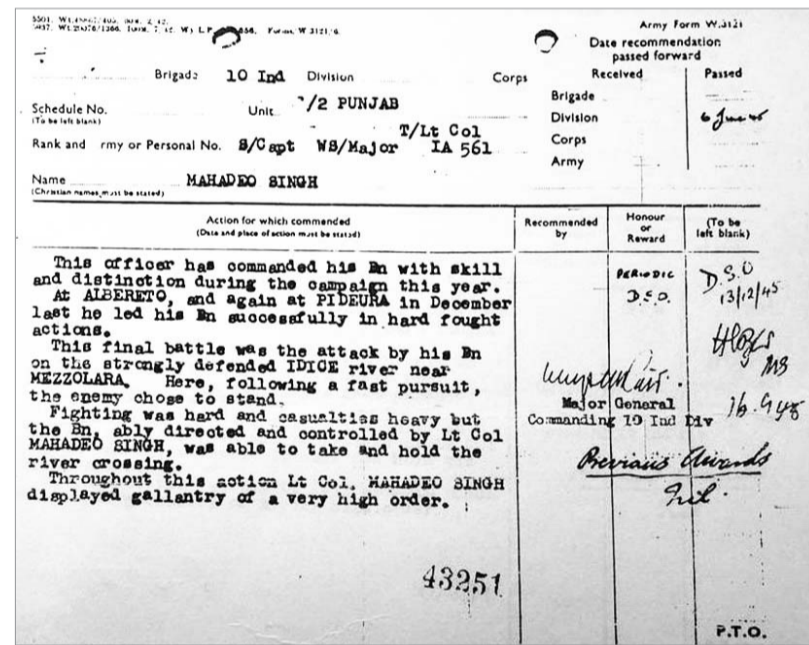 Army Form W.3121
Date recommendation
passed forward
Received Passed
Brigade 10 Ind Division Corps
Brigade
Schedule No. Unit /2 PUNJAB
(To be left blank)
Division 6 June 45
T/Lt Col
Corps
Rank and rmy or Personal No. S/Capt WS/Major IA 561
Army
Name MAHADEO SINGH
(Christian names must be stated)
Action for which commended
(Date and place of action must be stated)
Recommended
by
Honour
or
Reward
(To be
left blank)
This officer has commanded his Bn with skill
and distinction during the campaign this year.
At ALBERETO, and again at PIDEURA in December
last he led his Bn successfully in hard fought
actions.
This final battle was the attack by his Bn
on the strongly defended IDICE river near
MEZZOLARA. Here, following a fast pursuit,
the enemy chose to stand.
Fighting was hard and casualties heavy but
the Bn, ably directed and controlled by Lt Col
MAHADEO SINGH, was able to take and hold the
river crossing.
Throughout this action Lt Col. MAHADEO SINGH
displayed gallantry of a very high order.
PERIODIC
D.S.O.
D.S.O
13/12/45
MS
Major General
Commanding 10 Ind Div
16.9.45
Previous Awards
Nil.
43251
P.T.O.